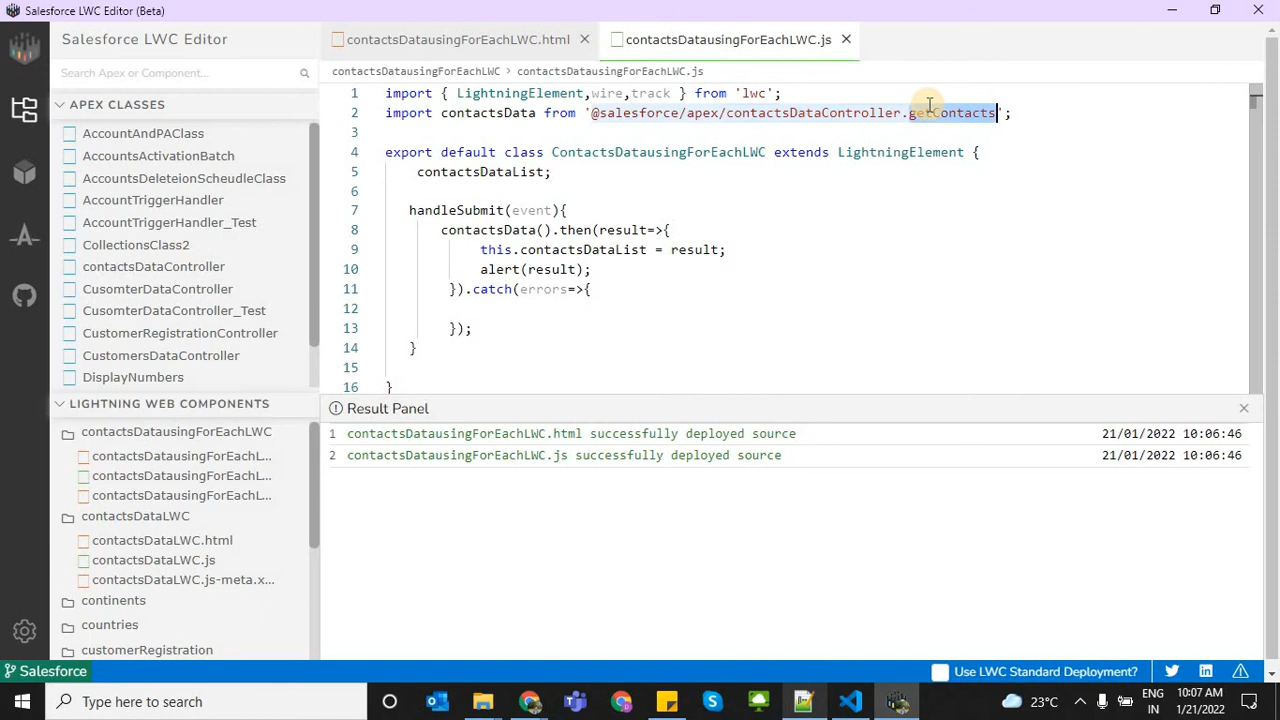 Salesforce LWC Editor (Beta)
Salesforce LWC Editor
contactsDatausingForEachLWC.html
contactsDatausingForEachLWC.js
Search Apex or Component...
contactsDatausingForEachLWC > contactsDatausingForEachLWC.js
APEX CLASSES
AccountAndPAClass
AccountsActivationBatch
AccountsDeleteionScheudleClass
AccountTriggerHandler
AccountTriggerHandler_Test
CollectionsClass2
contactsDataController
CusomterDataController
CusomterDataController_Test
CustomerRegistrationController
CustomersDataController
DisplayNumbers
LIGHTNING WEB COMPONENTS
contactsDatausingForEachLWC
contactsDatausingForEachL...
contactsDatausingForEachL...
contactsDatausingForEachL...
contactsDataLWC
contactsDataLWC.html
contactsDataLWC.js
contactsDataLWC.js-meta.x...
continents
countries
customerRegistration
1 import { LightningElement,wire,track } from 'lwc';
2 import contactsData from '@salesforce/apex/contactsDataController.getContacts';
3
4 export default class ContactsDatausingForEachLWC extends LightningElement {
5 contactsDataList;
6
7 handleSubmit(event){
8 contactsData().then(result=>{
9 this.contactsDataList = result;
10 alert(result);
11 }).catch(errors=>{
12
13 });
14 }
15
16 }
Result Panel
1 contactsDatausingForEachLWC.html successfully deployed source 21/01/2022 10:06:46
2 contactsDatausingForEachLWC.js successfully deployed source 21/01/2022 10:06:46
Salesforce
Use LWC Standard Deployment?
Type here to search
23°C
ENG
IN
10:07 AM
1/21/2022